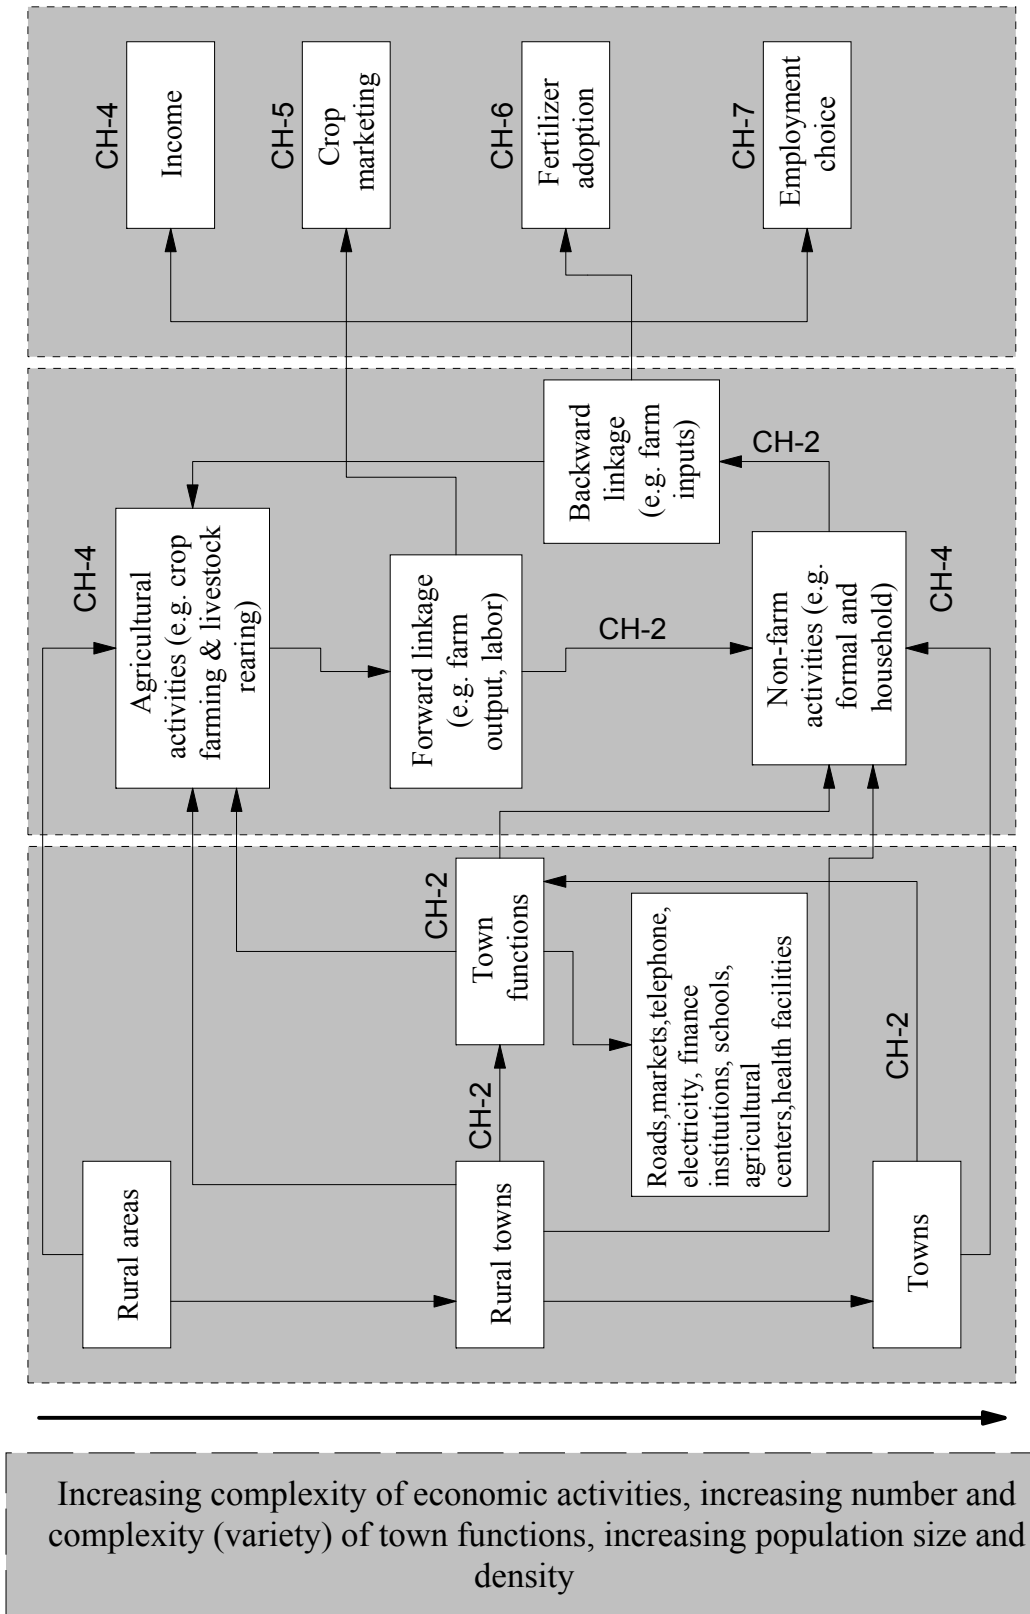 CH-4
Income
CH-5
Crop
marketing
CH-6
Fertilizer
adoption
CH-7
Employment
choice
CH-4
Agricultural
activities (e.g. crop
farming & livestock
rearing)
Forward linkage
(e.g. farm
output, labor)
CH-2
Backward
linkage
(e.g. farm
inputs)
CH-2
Non-farm
activities (e.g.
formal and
household)
CH-4
CH-2
Town
functions
CH-2
Roads,markets,telephone,
electricity, finance
institutions, schools,
agricultural
centers,health facilities
CH-2
Rural areas
Rural towns
Towns
Increasing complexity of economic activities, increasing number and
complexity (variety) of town functions, increasing population size and
density